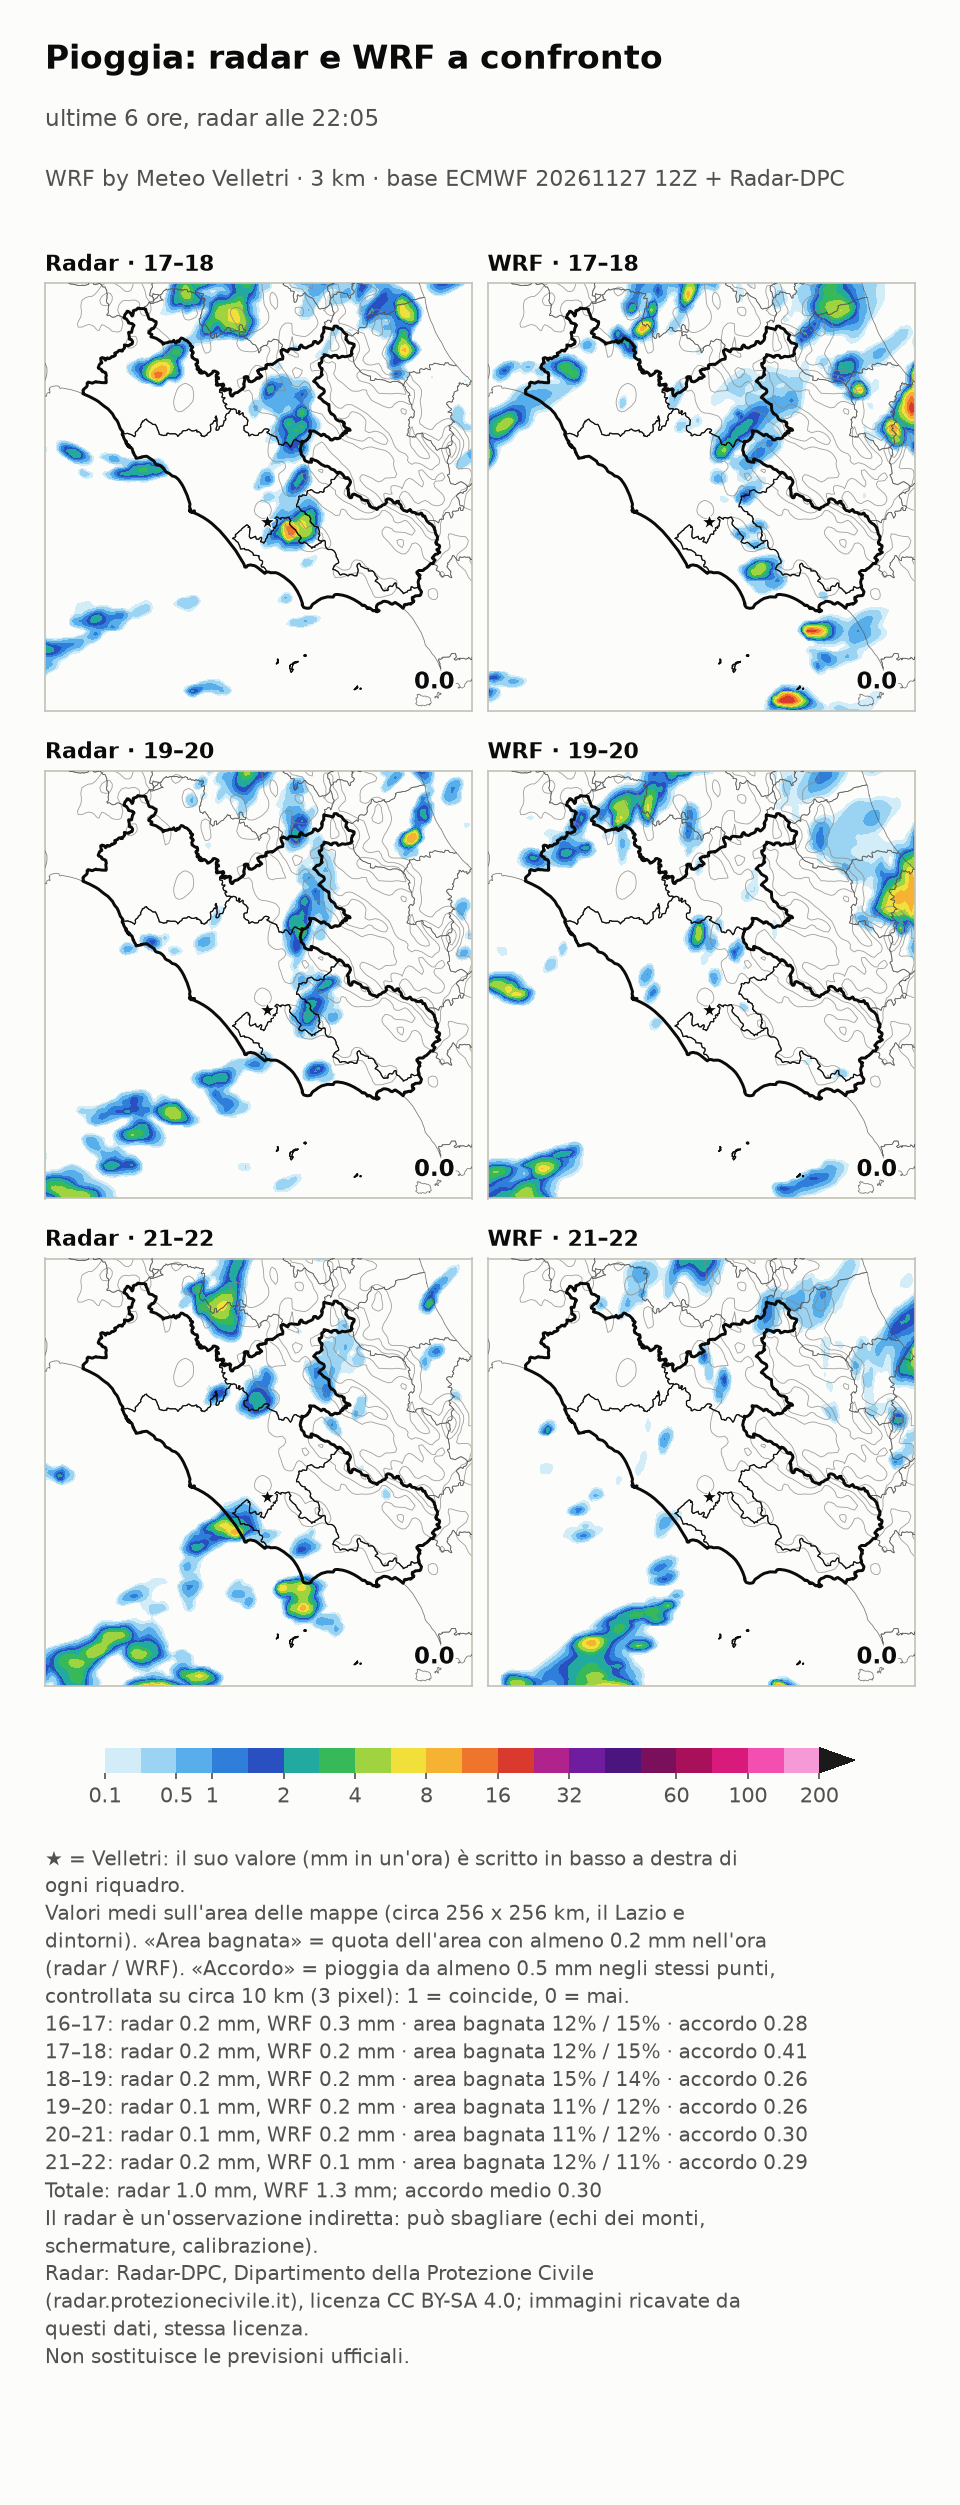 Pioggia: radar e WRF a confronto
ultime 6 ore, radar alle 22:05
WRF by Meteo Velletri · 3 km · base ECMWF 20261127 12Z + Radar-DPC
Radar · 17–18
WRF · 17–18
0.0
0.0
Radar · 19–20
WRF · 19–20
0.0
0.0
Radar · 21–22
WRF · 21–22
0.0
0.0
0.1 0.5 1 2 4 8 16 32 60 100 200
★ = Velletri: il suo valore (mm in un'ora) è scritto in basso a destra di
ogni riquadro.
Valori medi sull'area delle mappe (circa 256 x 256 km, il Lazio e
dintorni). «Area bagnata» = quota dell'area con almeno 0.2 mm nell'ora
(radar / WRF). «Accordo» = pioggia da almeno 0.5 mm negli stessi punti,
controllata su circa 10 km (3 pixel): 1 = coincide, 0 = mai.
16–17: radar 0.2 mm, WRF 0.3 mm · area bagnata 12% / 15% · accordo 0.28
17–18: radar 0.2 mm, WRF 0.2 mm · area bagnata 12% / 15% · accordo 0.41
18–19: radar 0.2 mm, WRF 0.2 mm · area bagnata 15% / 14% · accordo 0.26
19–20: radar 0.1 mm, WRF 0.2 mm · area bagnata 11% / 12% · accordo 0.26
20–21: radar 0.1 mm, WRF 0.2 mm · area bagnata 11% / 12% · accordo 0.30
21–22: radar 0.2 mm, WRF 0.1 mm · area bagnata 12% / 11% · accordo 0.29
Totale: radar 1.0 mm, WRF 1.3 mm; accordo medio 0.30
Il radar è un'osservazione indiretta: può sbagliare (echi dei monti,
schermature, calibrazione).
Radar: Radar-DPC, Dipartimento della Protezione Civile
(radar.protezionecivile.it), licenza CC BY-SA 4.0; immagini ricavate da
questi dati, stessa licenza.
Non sostituisce le previsioni ufficiali.